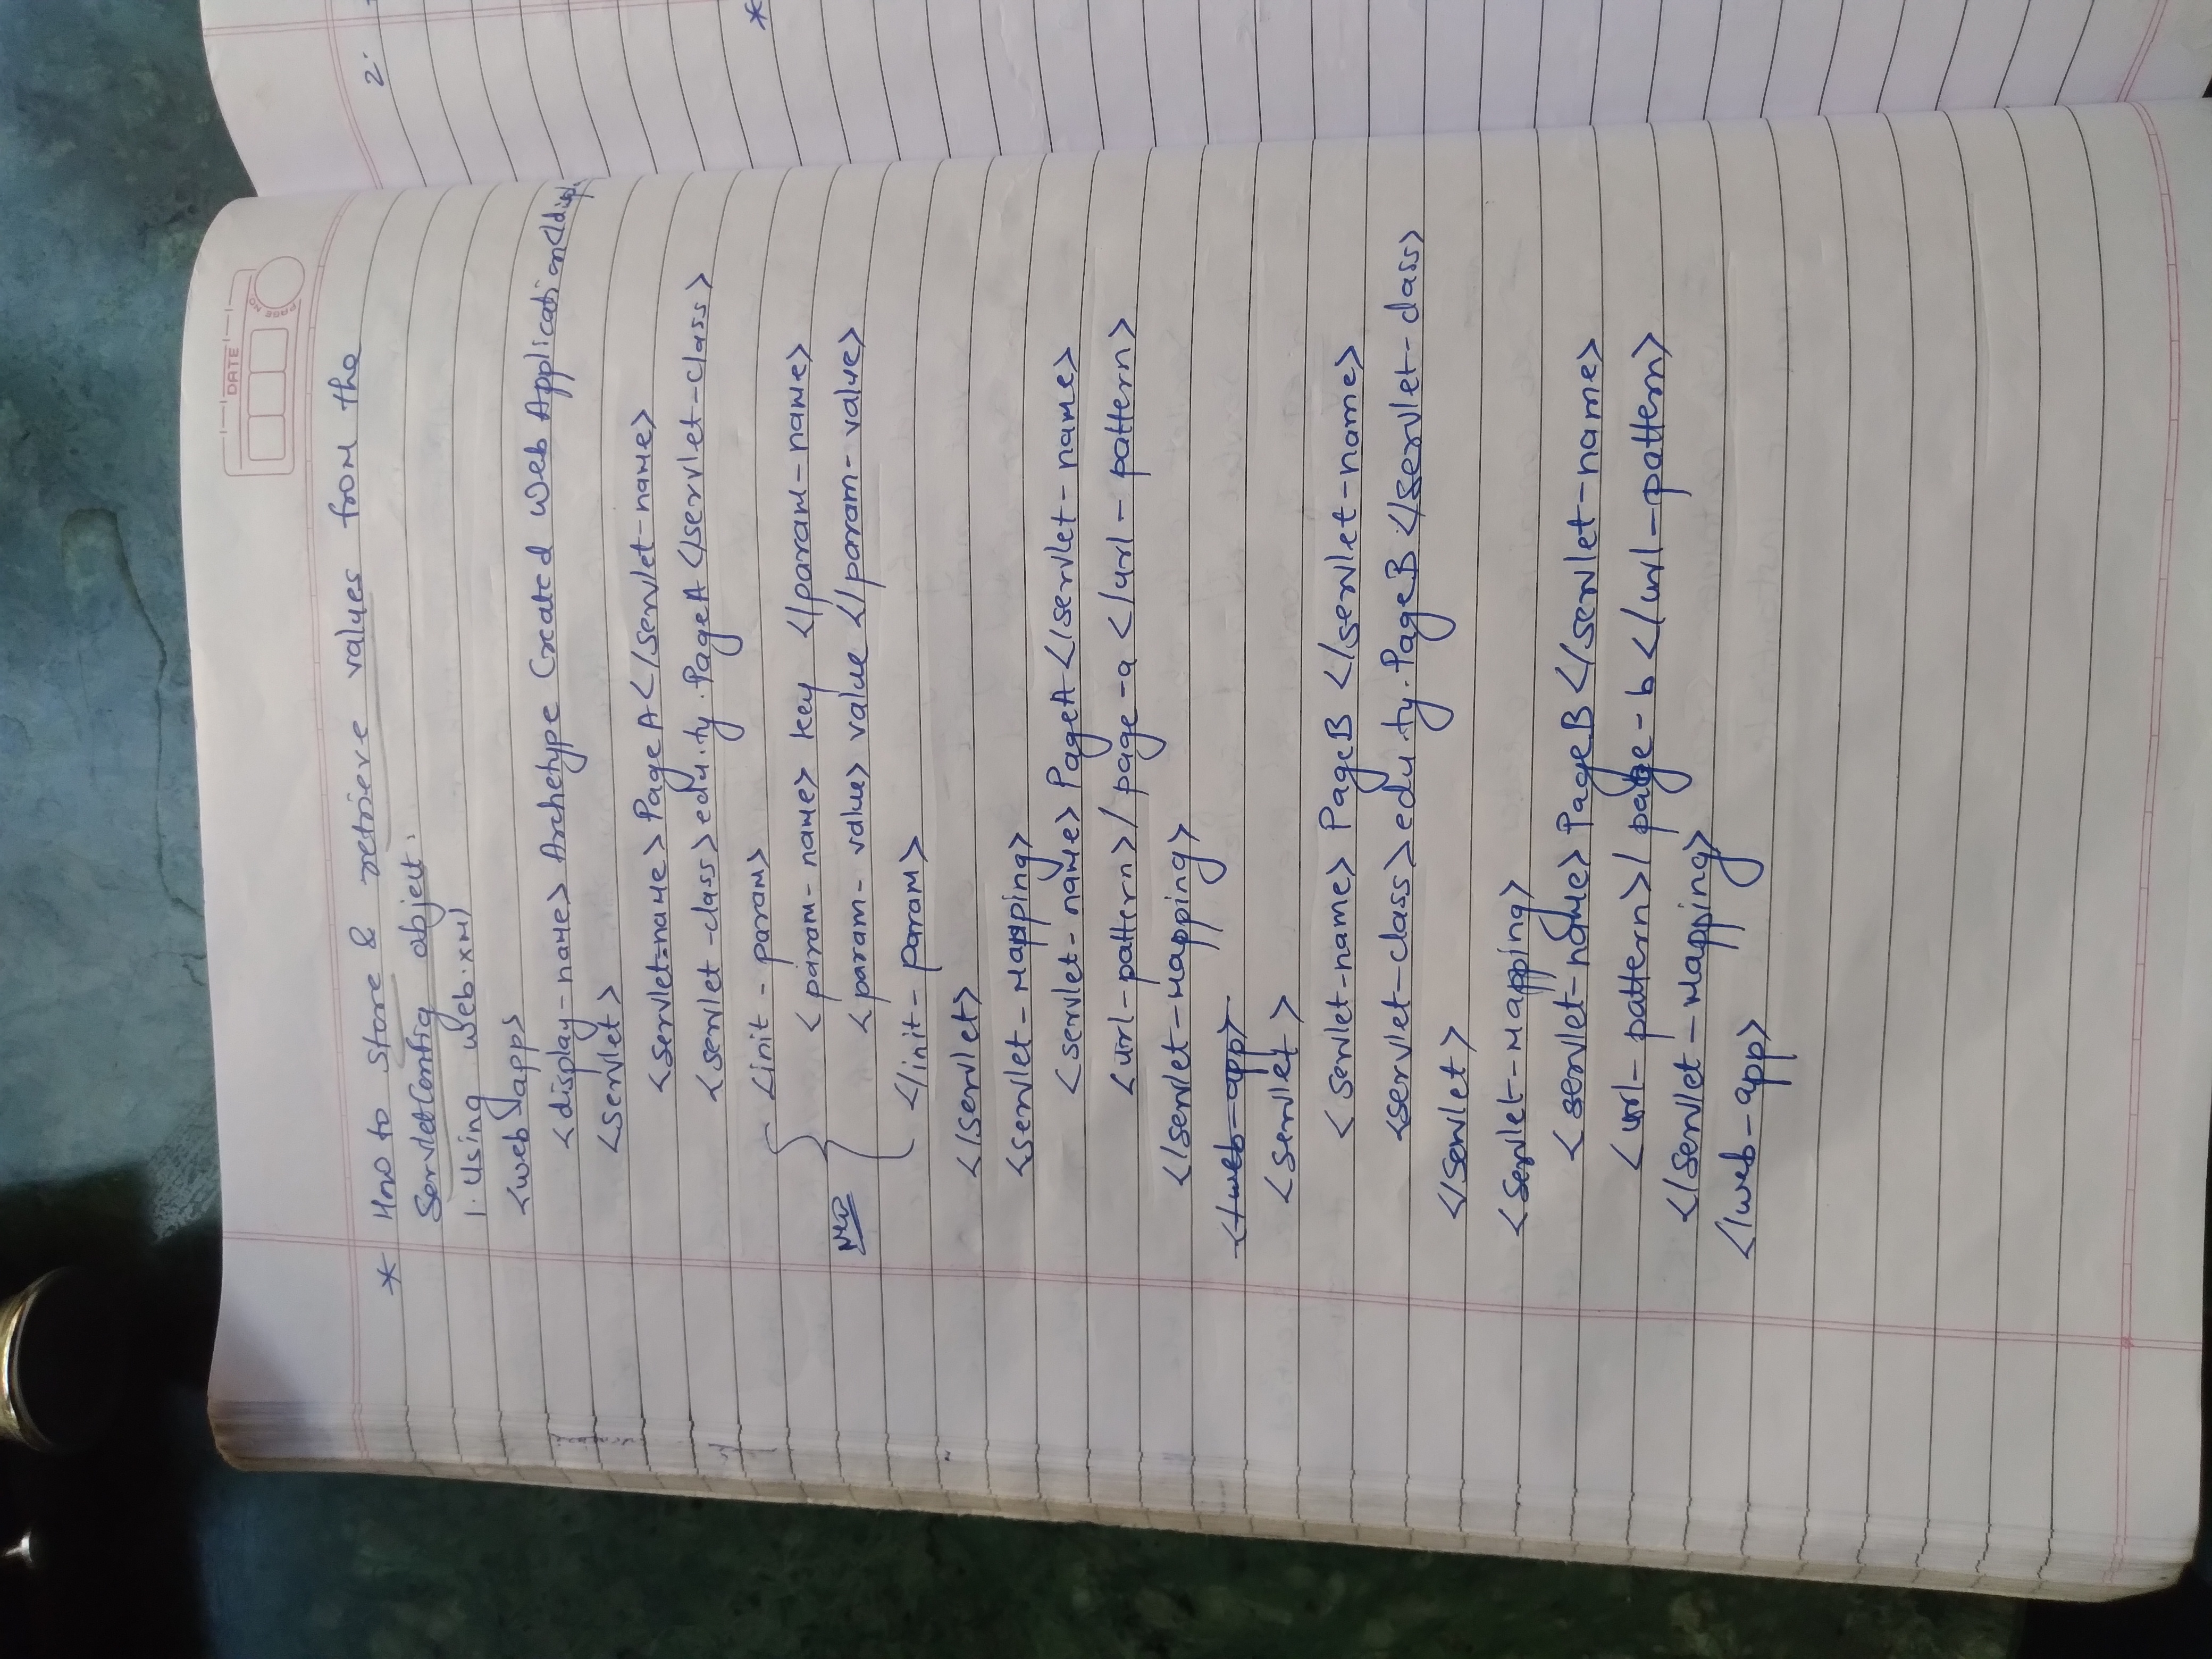 DATE
PAGE NO.
* How to store & retrieve values from the
ServletConfig object.
1. Using web.xml
<web-app>
<display-name> Archetype Created Web Application</disp
<servlet>
<servlet-name> PageA </servlet-name>
<servlet-class> edu.ty.PageA </servlet-class>
<init-param>
<param-name> key </param-name>
New
<param-value> value </param-value>
</init-param>
</servlet>
<servlet-mapping>
<servlet-name> PageA </servlet-name>
<url-pattern>/page-a </url-pattern>
</servlet-mapping>
</web-app>
<servlet>
<servlet-name> PageB </servlet-name>
<servlet-class> edu.ty.PageB </servlet-class>
</servlet>
<servlet-mapping>
<servlet-name> PageB </servlet-name>
<url-pattern>/page-b </url-pattern>
</servlet-mapping>
</web-app>
2.
*